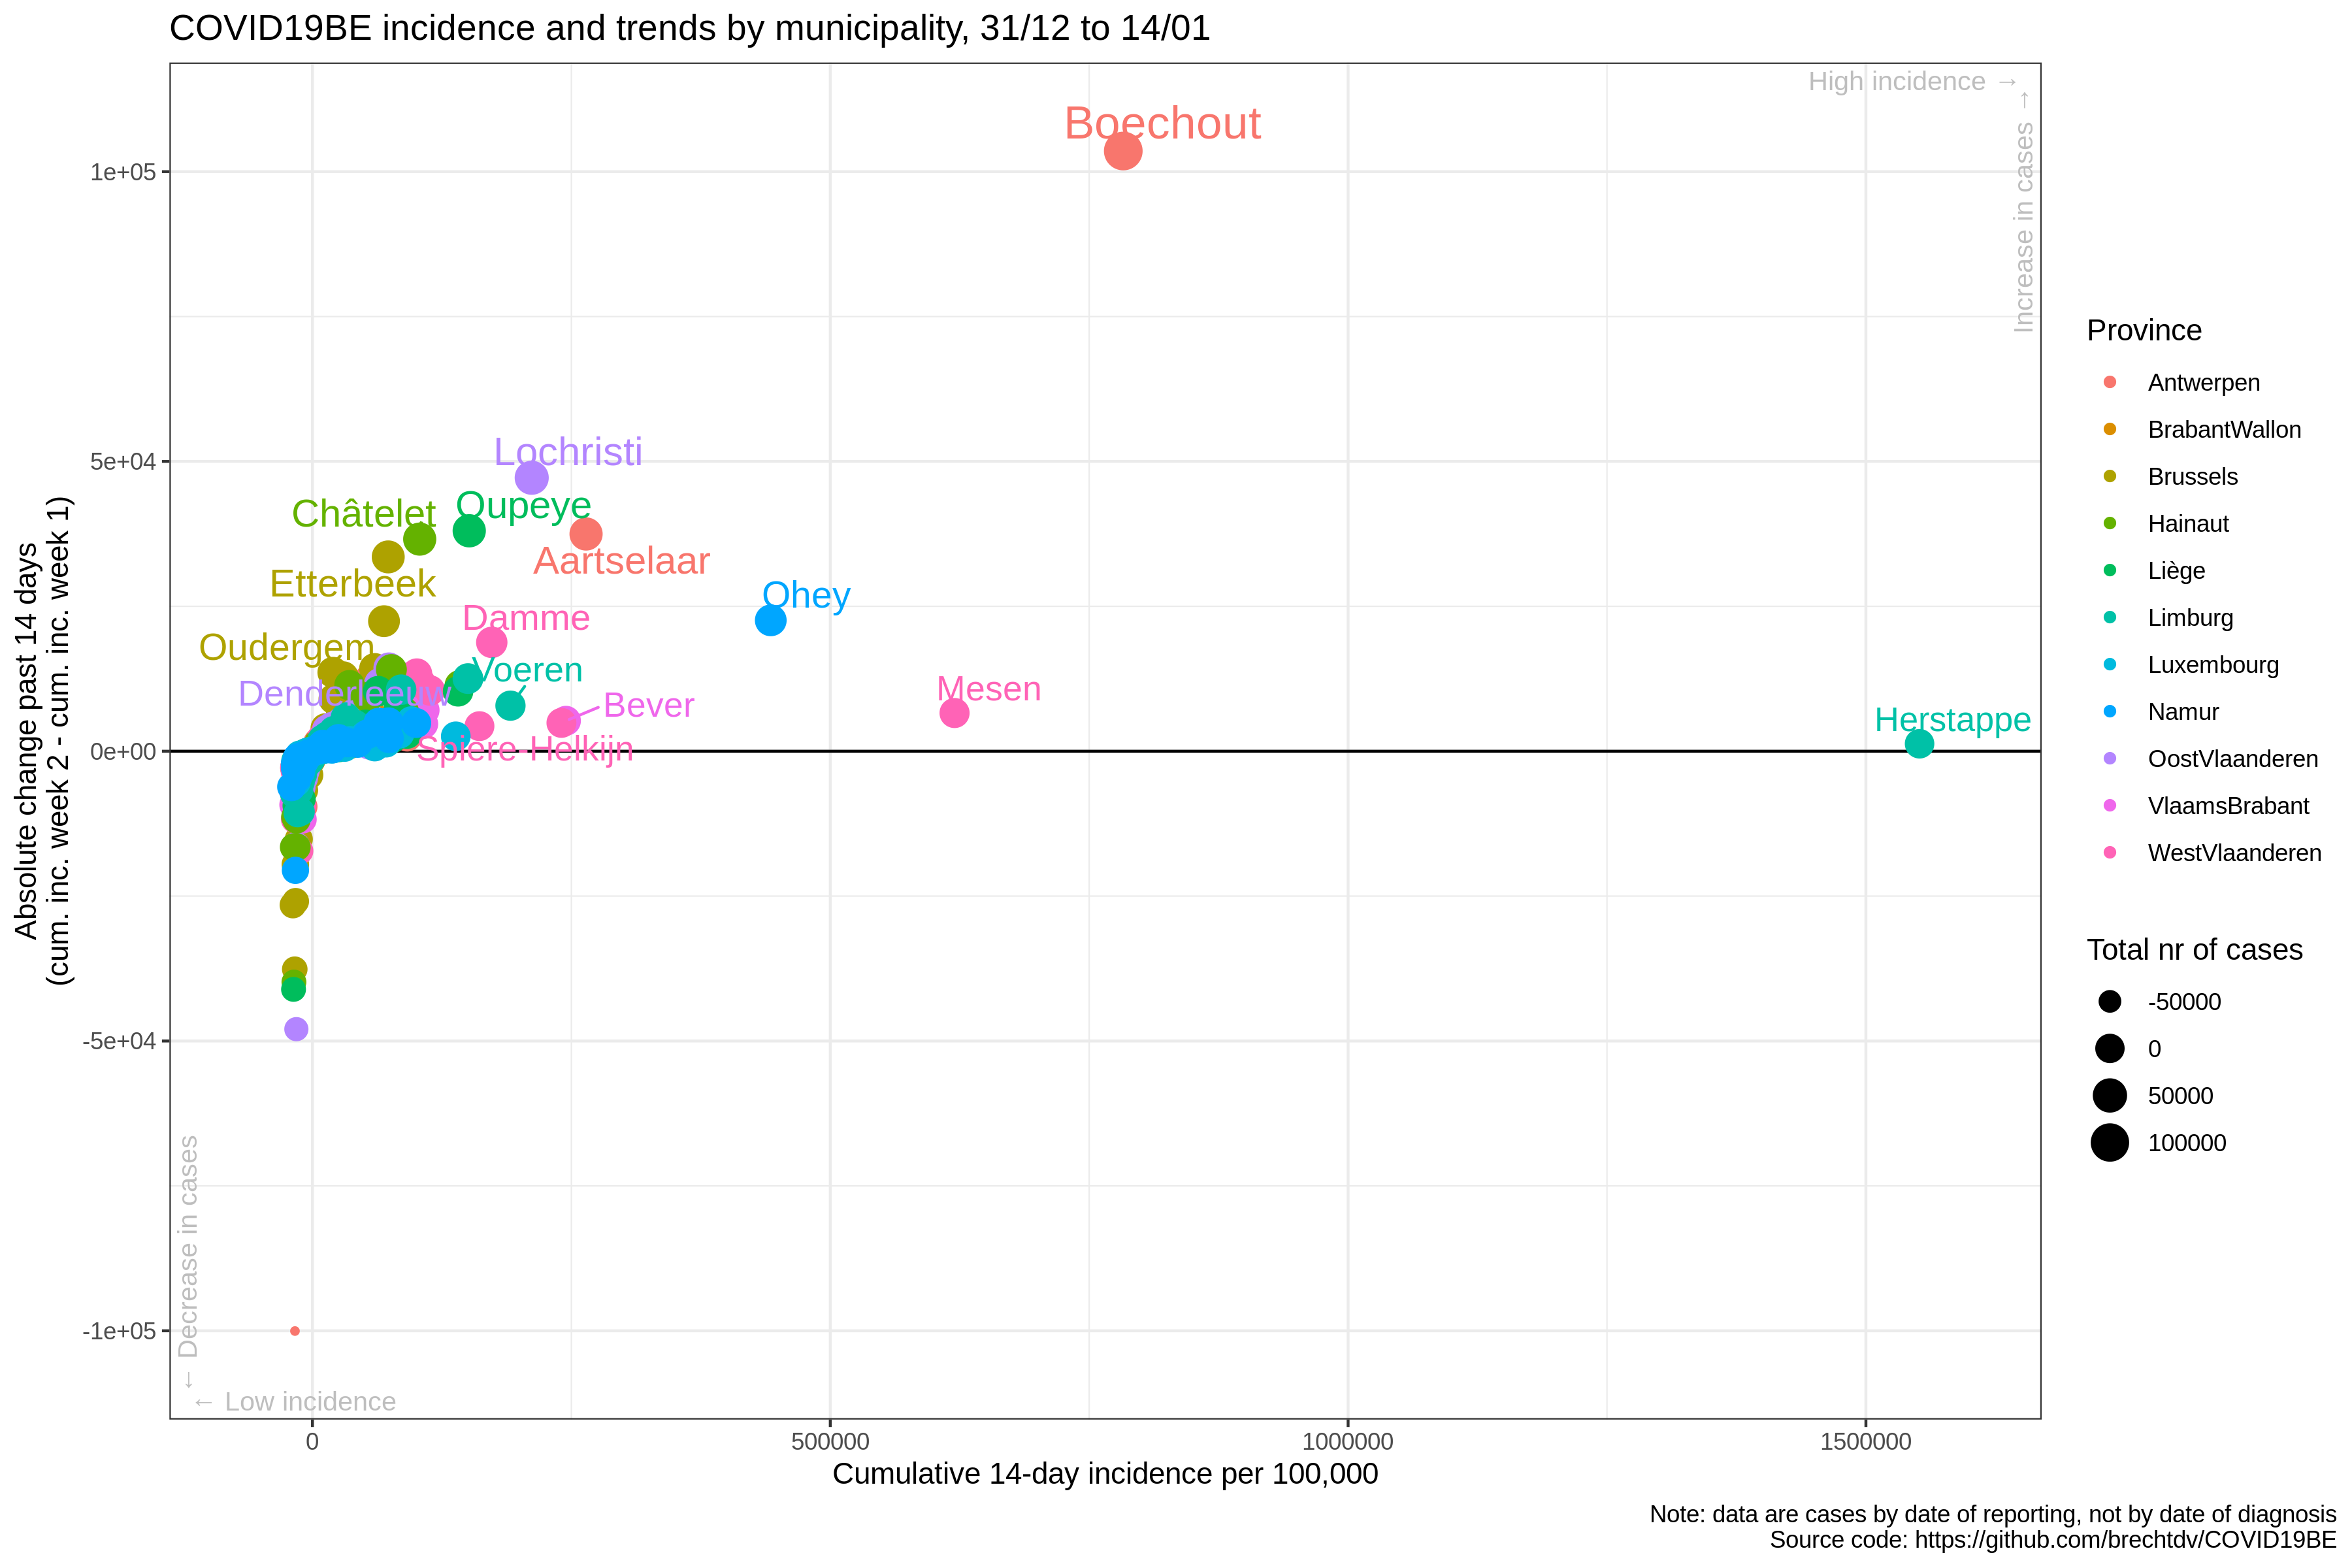 COVID19BE incidence and trends by municipality, 31/12 to 14/01
High incidence →
Increase in cases →
Boechout
1e+05
Lochristi
5e+04
Oupeye
Châtelet
Aartselaar
Etterbeek
Ohey
Damme
Oudergem
Voeren
Denderleeuw
Bever
Mesen
Herstappe
0e+00
Spiere-Helkijn
-5e+04
-1e+05
← Decrease in cases
← Low incidence
Absolute change past 14 days
(cum. inc. week 2 - cum. inc. week 1)
0
500000
1000000
1500000
Cumulative 14-day incidence per 100,000
Province
Antwerpen
BrabantWallon
Brussels
Hainaut
Liège
Limburg
Luxembourg
Namur
OostVlaanderen
VlaamsBrabant
WestVlaanderen
Total nr of cases
-50000
0
50000
100000
Note: data are cases by date of reporting, not by date of diagnosis
Source code: https://github.com/brechtdv/COVID19BE